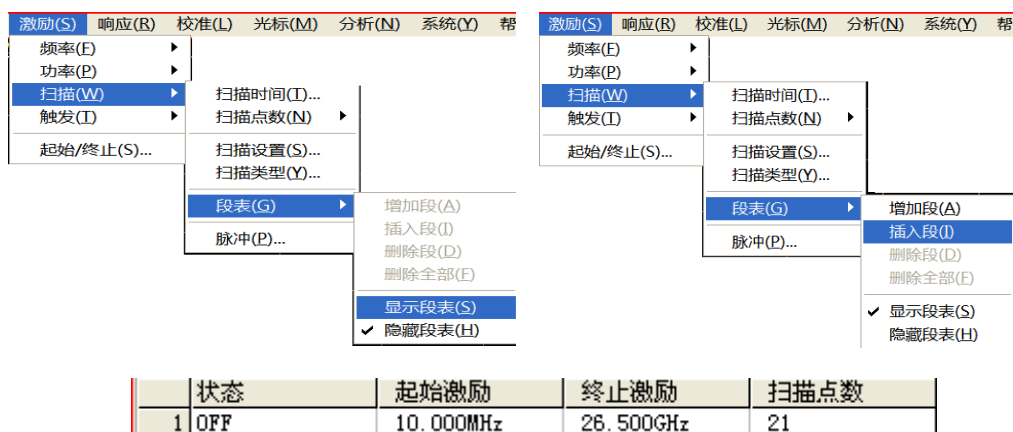 激励(S) 响应(R) 校准(L) 光标(M) 分析(N) 系统(Y) 帮
频率(F)
功率(P)
扫描(W)
触发(T)
起始/终止(S)...
扫描时间(T)...
扫描点数(N)
扫描设置(S)...
扫描类型(Y)...
段表(G)
脉冲(P)...
增加段(A)
插入段(I)
删除段(D)
删除全部(F)
显示段表(S)
✓ 隐藏段表(H)
激励(S) 响应(R) 校准(L) 光标(M) 分析(N) 系统(Y) 帮
频率(F)
功率(P)
扫描(W)
触发(T)
起始/终止(S)...
扫描时间(T)...
扫描点数(N)
扫描设置(S)...
扫描类型(Y)...
段表(G)
脉冲(P)...
增加段(A)
插入段(I)
删除段(D)
删除全部(F)
✓ 显示段表(S)
隐藏段表(H)
状态 起始激励 终止激励 扫描点数
1 OFF 10.000MHz 26.500GHz 21